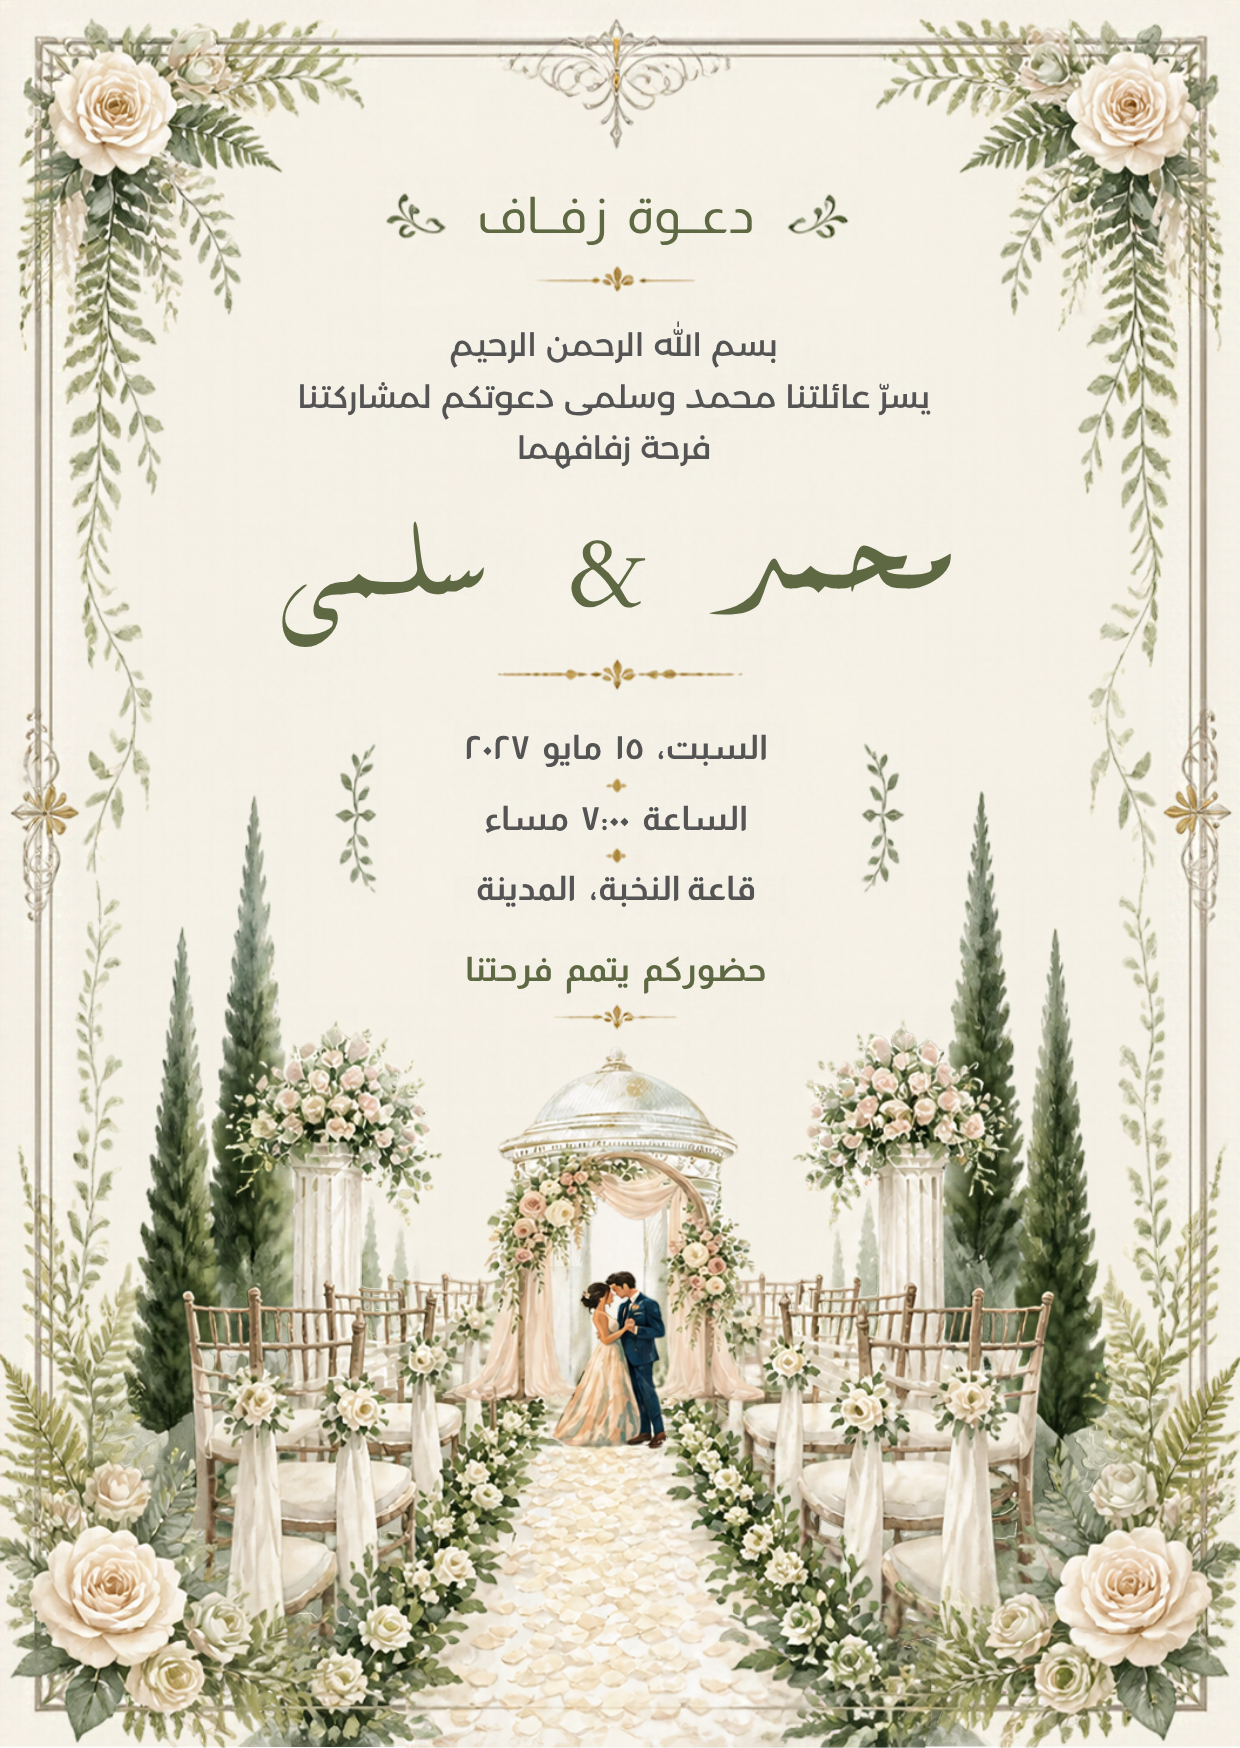 دعـوة زفـاف
بسم الله الرحمن الرحيم
يسرّ عائلتنا محمد وسلمى دعوتكم لمشاركتنا
فرحة زفافهما
محمد & سلمى
السبت، ١٥ مايو ٢٠٢٧
الساعة ٧:٠٠ مساء
قاعة النخبة، المدينة
حضوركم يتمم فرحتنا